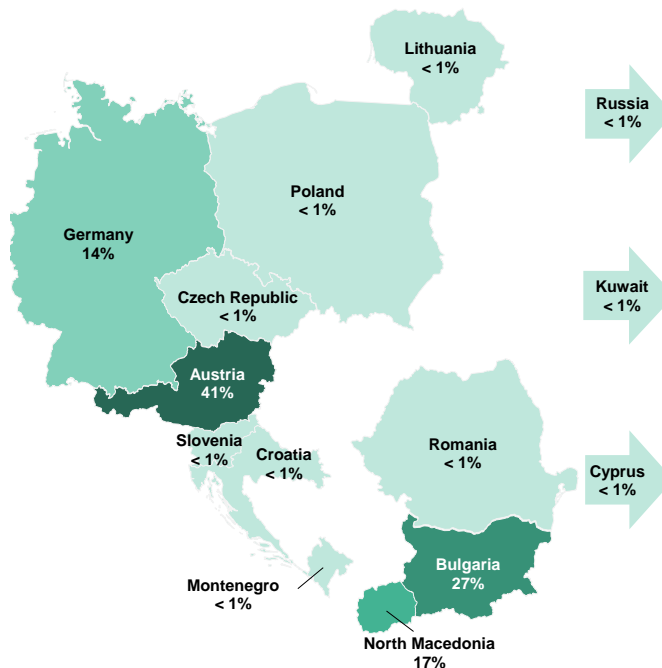 Lithuania
< 1%
Russia
< 1%
Poland
< 1%
Germany
14%
Czech Republic
< 1%
Kuwait
< 1%
Austria
41%
Slovenia
< 1%
Croatia
< 1%
Romania
< 1%
Cyprus
< 1%
Montenegro
< 1%
Bulgaria
27%
North Macedonia
17%